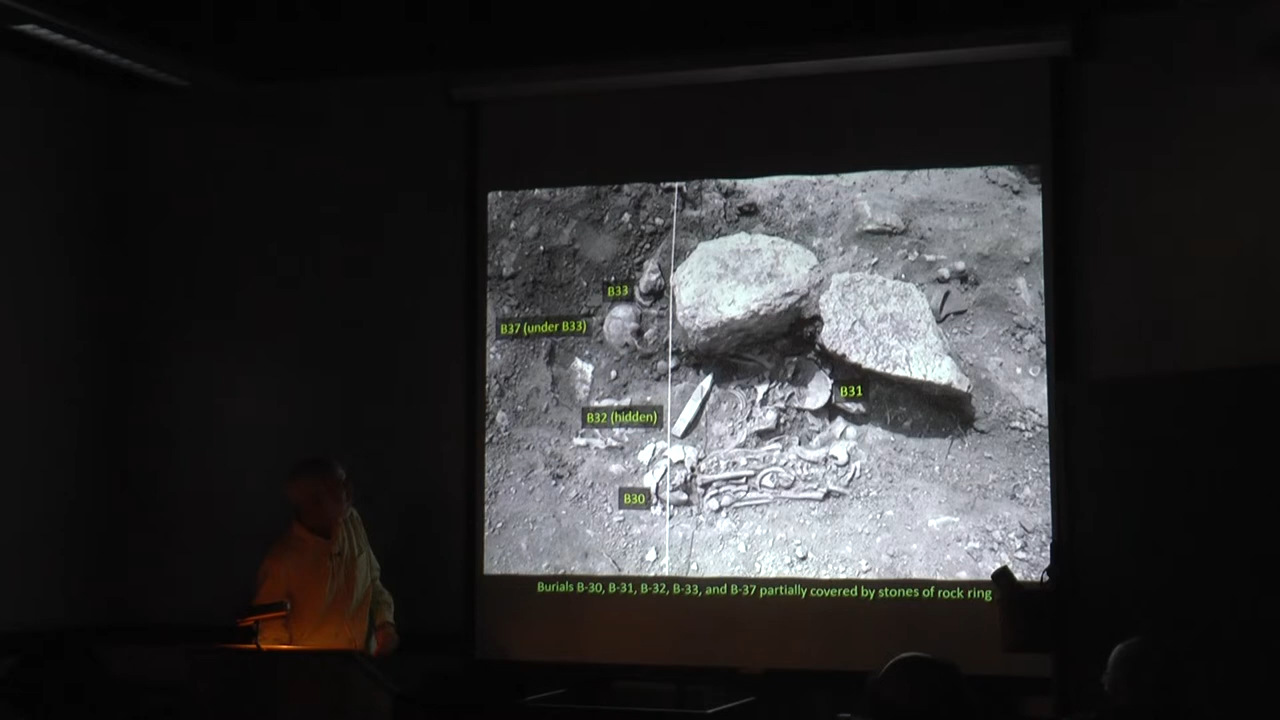 B33
B37 (under B33)
B31
B32 (hidden)
B30
Burials B-30, B-31, B-32, B-33, and B-37 partially covered by stones of rock ring